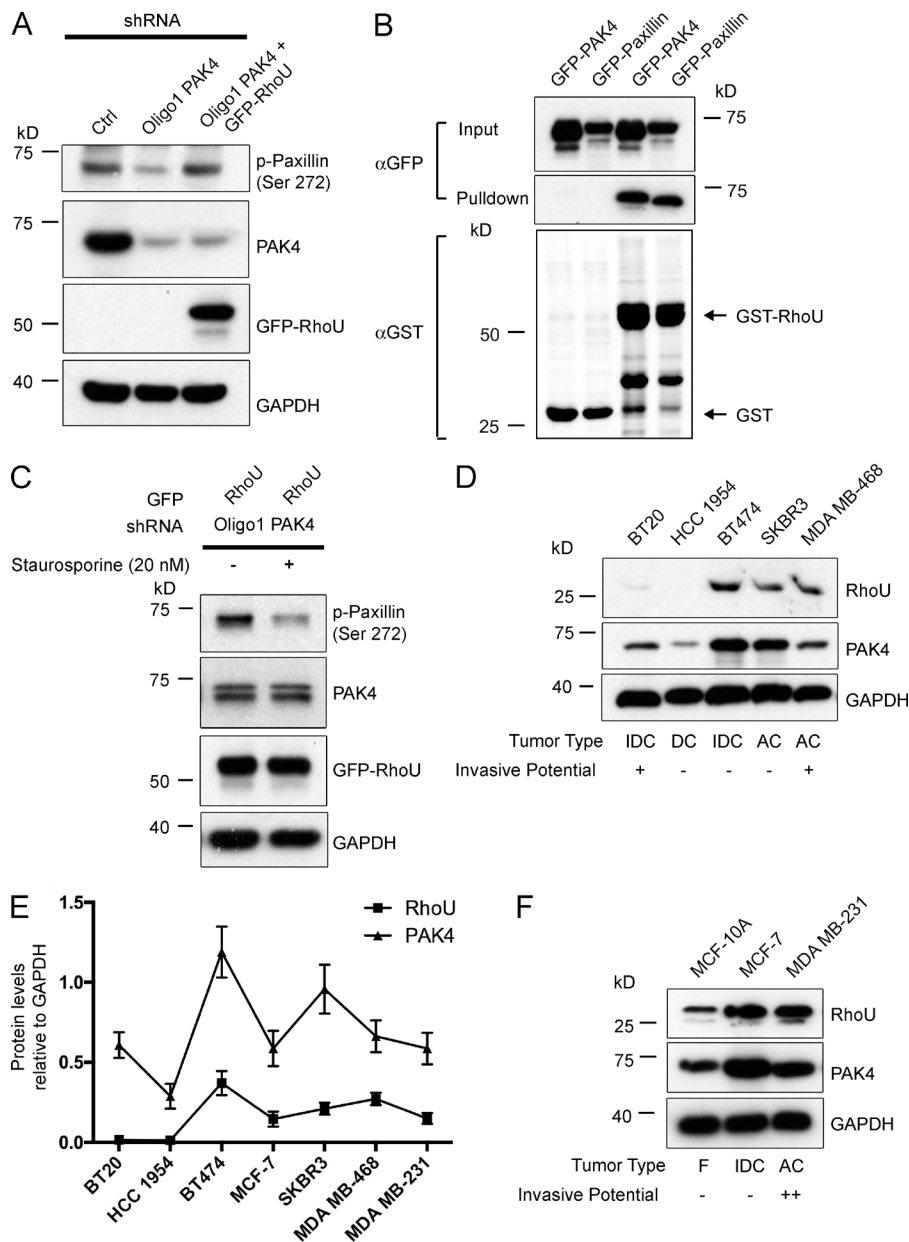 A
shRNA
Ctrl
Oligo1 PAK4
Oligo1 PAK4 +
GFP-RhoU
kD
75
p-Paxillin
(Ser 272)
75
PAK4
50
GFP-RhoU
40
GAPDH
B
GFP-PAK4
GFP-Paxillin
GFP-PAK4
GFP-Paxillin
kD
αGFP
Input
75
Pulldown
75
kD
αGST
50
GST-RhoU
25
GST
C
GFP RhoU RhoU
shRNA Oligo1 PAK4
Staurosporine (20 nM) - +
kD
75
p-Paxillin
(Ser 272)
75
PAK4
50
GFP-RhoU
40
GAPDH
D
BT20
HCC 1954
BT474
SKBR3
MDA MB-468
kD
25
RhoU
75
PAK4
40
GAPDH
Tumor Type IDC DC IDC AC AC
Invasive Potential + - - - +
E
RhoU
PAK4
Protein levels
relative to GAPDH
1.5
1.0
0.5
0.0
BT20
HCC 1954
BT474
MCF-7
SKBR3
MDA MB-468
MDA MB-231
F
MCF-10A
MCF-7
MDA MB-231
kD
25
RhoU
75
PAK4
40
GAPDH
Tumor Type F IDC AC
Invasive Potential - - ++